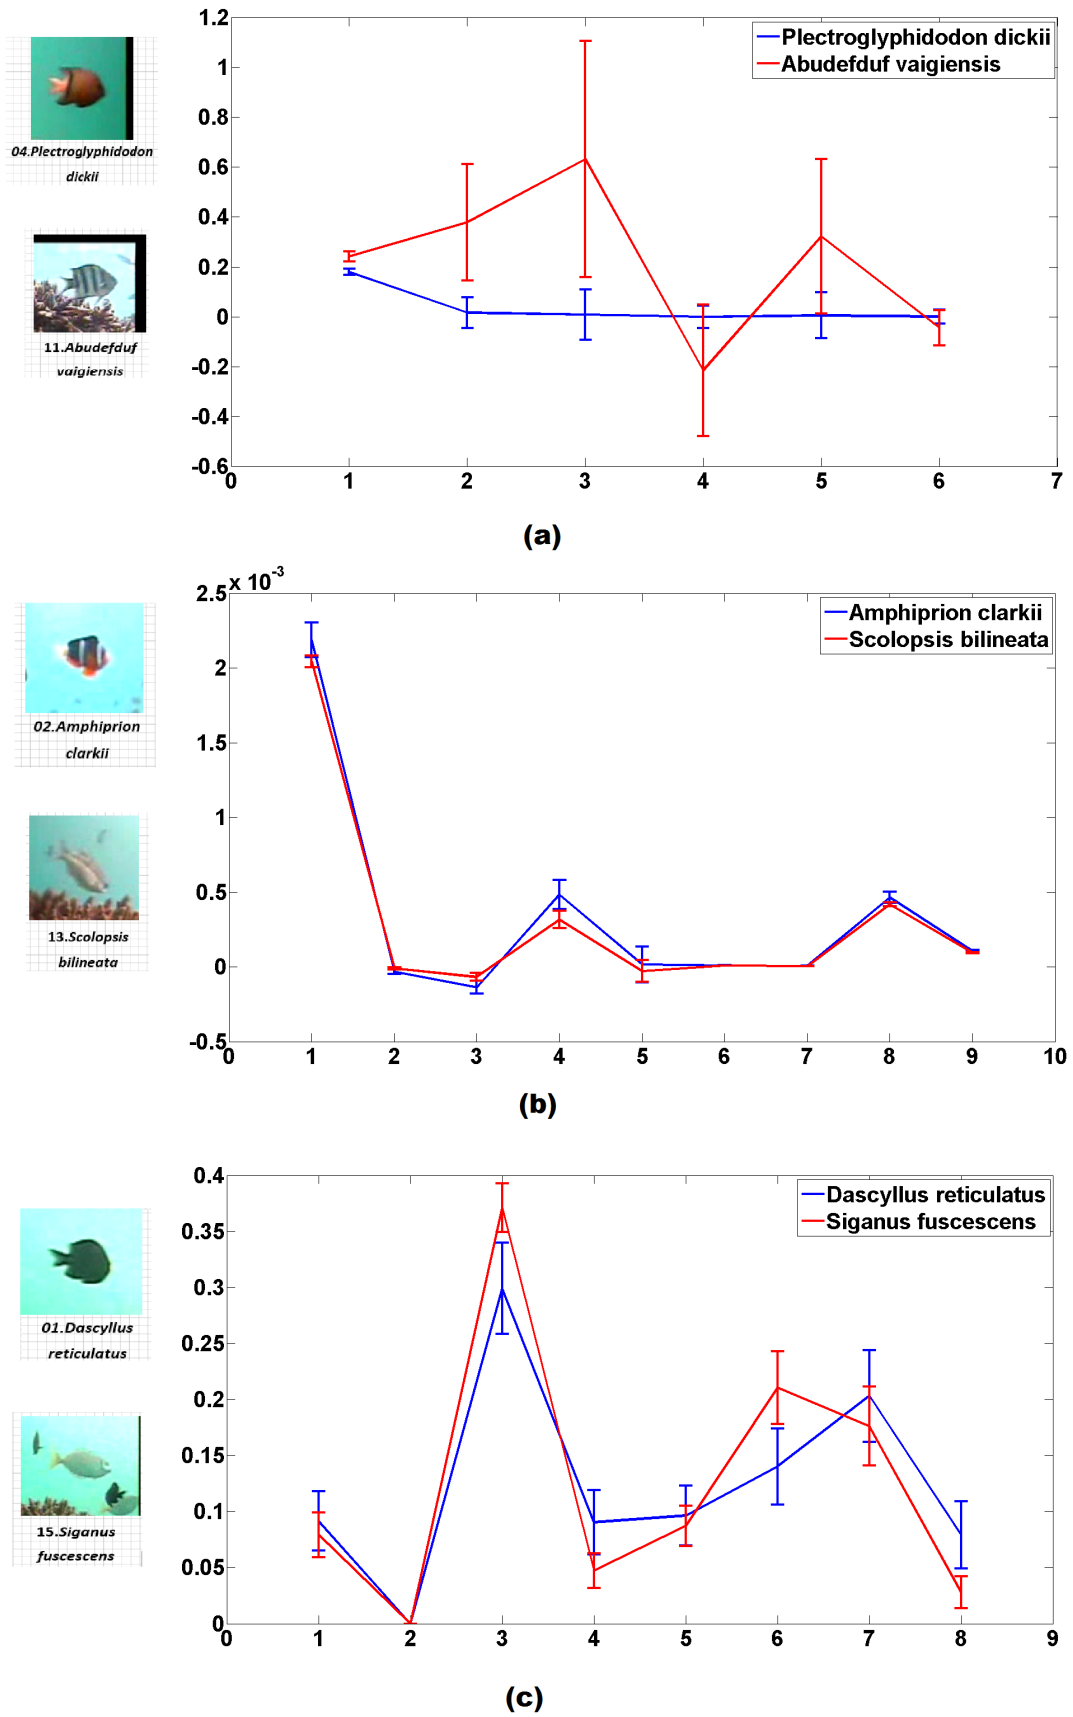 04.Plectroglyphidodon
dickii
11.Abudefduf
vaigiensis
1.2
1
0.8
0.6
0.4
0.2
0
-0.2
-0.4
-0.6
0 1 2 3 4 5 6 7
Plectroglyphidodon dickii
Abudefduf vaigiensis
(a)
02.Amphiprion
clarkii
13.Scolopsis
bilineata
x 10-3
2.5
2
1.5
1
0.5
0
-0.5
0 1 2 3 4 5 6 7 8 9 10
Amphiprion clarkii
Scolopsis bilineata
(b)
01.Dascyllus
reticulatus
15.Siganus
fuscescens
0.4
0.35
0.3
0.25
0.2
0.15
0.1
0.05
0
0 1 2 3 4 5 6 7 8 9
Dascyllus reticulatus
Siganus fuscescens
(c)